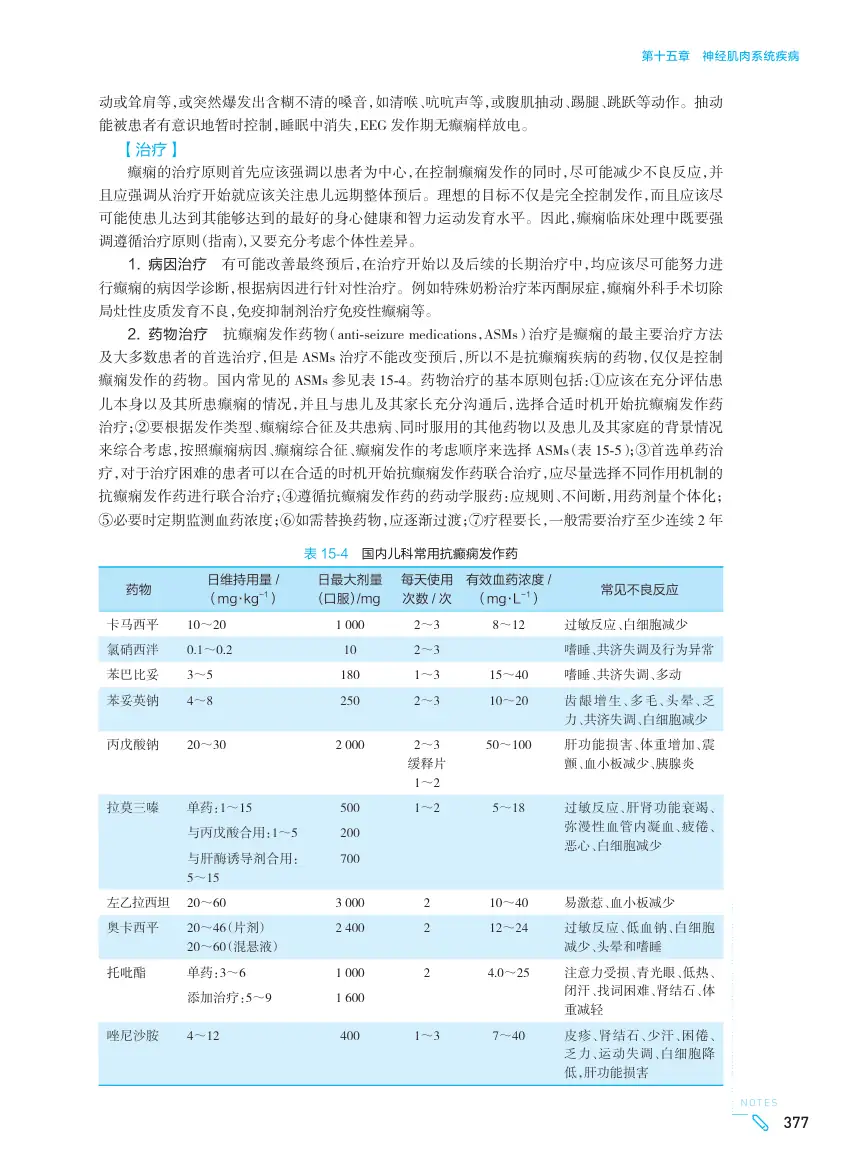 第十五章 神经肌肉系统疾病
动或耸肩等,或突然爆发出含糊不清的嗓音,如清喉、吭吭声等,或腹肌抽动、踢腿、跳跃等动作。抽动
能被患者有意识地暂时控制,睡眠中消失,EEG 发作期无癫痫样放电。
【治疗】
癫痫的治疗原则首先应该强调以患者为中心,在控制癫痫发作的同时,尽可能减少不良反应,并
且应强调从治疗开始就应该关注患儿远期整体预后。理想的目标不仅是完全控制发作,而且应该尽
可能使患儿达到其能够达到的最好的身心健康和智力运动发育水平。因此,癫痫临床处理中既要强
调遵循治疗原则(指南),又要充分考虑个体性差异。
1. 病因治疗 有可能改善最终预后,在治疗开始以及后续的长期治疗中,均应该尽可能努力进
行癫痫的病因学诊断,根据病因进行针对性治疗。例如特殊奶粉治疗苯丙酮尿症,癫痫外科手术切除
局灶性皮质发育不良,免疫抑制剂治疗免疫性癫痫等。
2. 药物治疗 抗癫痫发作药物(anti-seizure medications,ASMs)治疗是癫痫的最主要治疗方法
及大多数患者的首选治疗,但是 ASMs 治疗不能改变预后,所以不是抗癫痫疾病的药物,仅仅是控制
癫痫发作的药物。国内常见的 ASMs 参见表 15-4。药物治疗的基本原则包括:①应该在充分评估患
儿本身以及其所患癫痫的情况,并且与患儿及其家长充分沟通后,选择合适时机开始抗癫痫发作药
治疗;②要根据发作类型、癫痫综合征及共患病、同时服用的其他药物以及患儿及其家庭的背景情况
来综合考虑,按照癫痫病因、癫痫综合征、癫痫发作的考虑顺序来选择 ASMs(表 15-5);③首选单药治
疗,对于治疗困难的患者可以在合适的时机开始抗癫痫发作药联合治疗,应尽量选择不同作用机制的
抗癫痫发作药进行联合治疗;④遵循抗癫痫发作药的药动学服药:应规则、不间断,用药剂量个体化;
⑤必要时定期监测血药浓度;⑥如需替换药物,应逐渐过渡;⑦疗程要长,一般需要治疗至少连续 2 年
表 15-4 国内儿科常用抗癫痫发作药
药物 日维持用量/(mg·kg⁻¹) 日最大剂量(口服)/mg 每天使用次数/次 有效血药浓度/(mg·L⁻¹) 常见不良反应
卡马西平 10~20 1 000 2~3 8~12 过敏反应、白细胞减少
氯硝西泮 0.1~0.2 10 2~3 嗜睡、共济失调及行为异常
苯巴比妥 3~5 180 1~3 15~40 嗜睡、共济失调、多动
苯妥英钠 4~8 250 2~3 10~20 齿龈增生、多毛、头晕、乏
力、共济失调、白细胞减少
丙戊酸钠 20~30 2 000 2~3 50~100 肝功能损害、体重增加、震
缓释片 颤、血小板减少、胰腺炎
1~2
拉莫三嗪 单药:1~15 500 1~2 5~18 过敏反应、肝肾功能衰竭、
与丙戊酸合用:1~5 200 弥漫性血管内凝血、疲倦、
与肝酶诱导剂合用: 700 恶心、白细胞减少
5~15
左乙拉西坦 20~60 3 000 2 10~40 易激惹、血小板减少
奥卡西平 20~46(片剂) 2 400 2 12~24 过敏反应、低血钠、白细胞
20~60(混悬液) 减少、头晕和嗜睡
托吡酯 单药:3~6 1 000 2 4.0~25 注意力受损、青光眼、低热、
添加治疗:5~9 1 600 闭汗、找词困难、肾结石、体
重减轻
唑尼沙胺 4~12 400 1~3 7~40 皮疹、肾结石、少汗、困倦、
乏力、运动失调、白细胞降
低,肝功能损害
NOTES
377